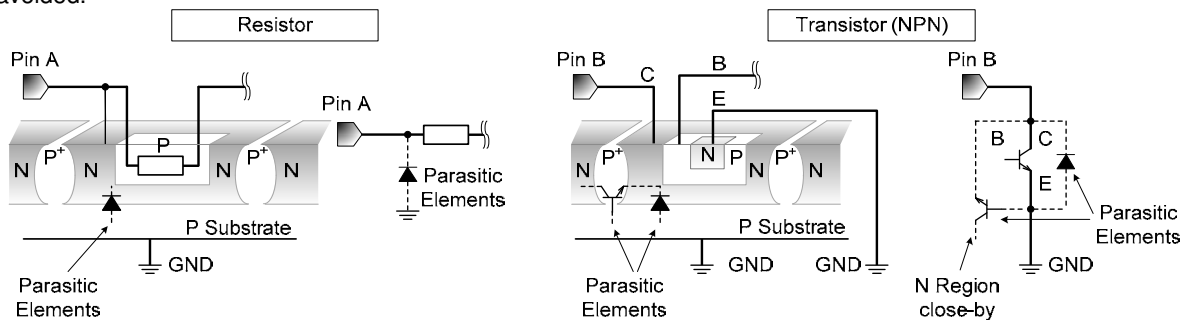 avoided.
Resistor
Transistor (NPN)
Pin A
Pin A
N
P+
N
P
P+
N
N
Parasitic
Elements
P Substrate
GND
Parasitic
Elements
Pin B
C
B
E
N
P+
N
N
P
P+
N
N
P Substrate
GND
GND
Parasitic
Elements
Pin B
B
C
E
Parasitic
Elements
GND
N Region
close-by